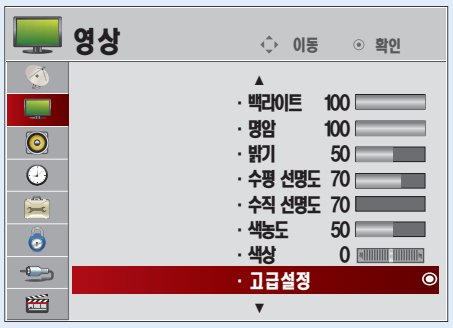 영상 이동 확인
· 백라이트 100
· 명암 100
· 밝기 50
· 수평 선명도 70
· 수직 선명도 70
· 색농도 50
· 색상 0
· 고급설정